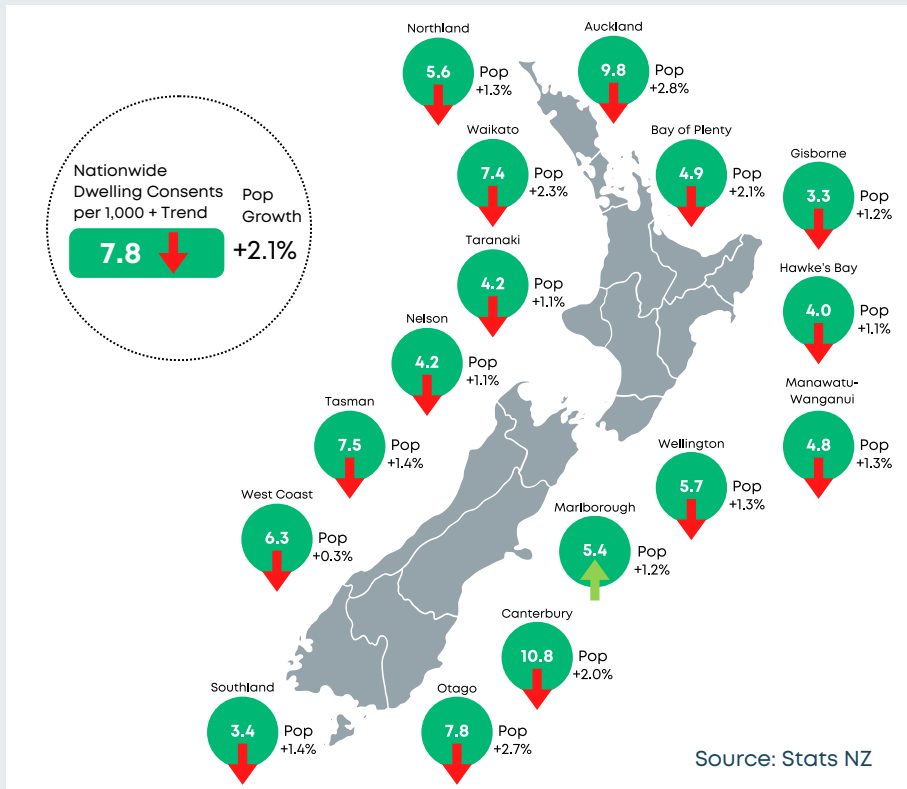 Northland
5.6
Pop
+1.3%
Auckland
9.8
Pop
+2.8%
Nationwide
Dwelling Consents
per 1,000 + Trend
7.8
Pop
Growth
+2.1%
Waikato
7.4
Pop
+2.3%
Bay of Plenty
4.9
Pop
+2.1%
Gisborne
3.3
Pop
+1.2%
Taranaki
4.2
Pop
+1.1%
Hawke's Bay
4.0
Pop
+1.1%
Nelson
4.2
Pop
+1.1%
Manawatu-
Wanganui
4.8
Pop
+1.3%
Tasman
7.5
Pop
+1.4%
Wellington
5.7
Pop
+1.3%
West Coast
6.3
Pop
+0.3%
Marlborough
5.4
Pop
+1.2%
Canterbury
10.8
Pop
+2.0%
Southland
3.4
Pop
+1.4%
Otago
7.8
Pop
+2.7%
Source: Stats NZ